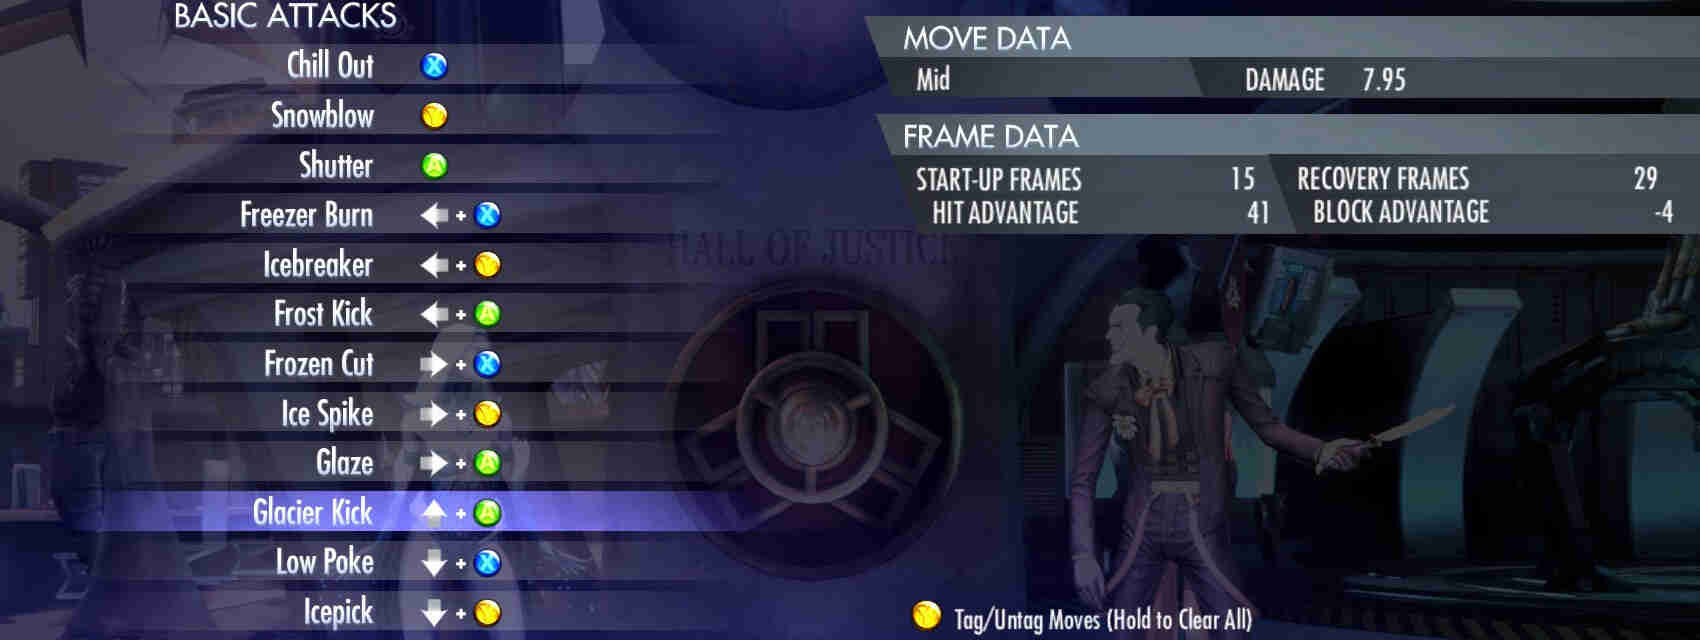 BASIC ATTACKS
Chill Out X
Snowblow Y
Shutter A
Freezer Burn + X
Icebreaker + Y
Frost Kick + A
Frozen Cut + X
Ice Spike + Y
Glaze + A
Glacier Kick + A
Low Poke + X
Icepick + Y
MOVE DATA
Mid DAMAGE 7.95
FRAME DATA
START-UP FRAMES 15 RECOVERY FRAMES 29
HIT ADVANTAGE 41 BLOCK ADVANTAGE -4
HALL OF JUSTICE
Y Tag/Untag Moves (Hold to Clear All)